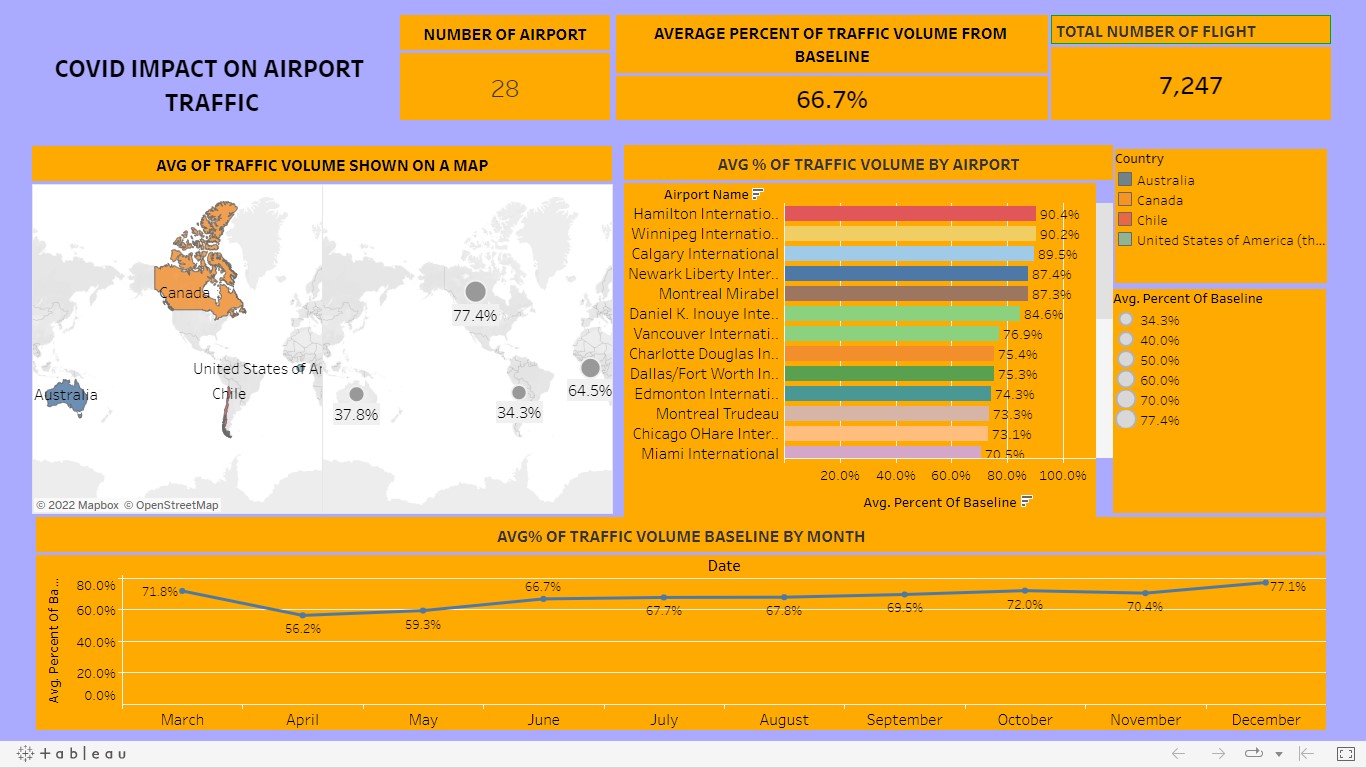 COVID IMPACT ON AIRPORT
TRAFFIC
NUMBER OF AIRPORT
28
AVERAGE PERCENT OF TRAFFIC VOLUME FROM
BASELINE
66.7%
TOTAL NUMBER OF FLIGHT
7,247
AVG OF TRAFFIC VOLUME SHOWN ON A MAP
Canada
United States of Ar
Australia
Chile
77.4%
64.5%
37.8%
34.3%
© 2022 Mapbox © OpenStreetMap
AVG % OF TRAFFIC VOLUME BY AIRPORT
Airport Name
Hamilton Internatio.. 90.4%
Winnipeg Internatio.. 90.2%
Calgary International 89.5%
Newark Liberty Inter.. 87.4%
Montreal Mirabel 87.3%
Daniel K. Inouye Inte.. 84.6%
Vancouver Internati.. 76.9%
Charlotte Douglas In.. 75.4%
Dallas/Fort Worth In.. 75.3%
Edmonton Internati.. 74.3%
Montreal Trudeau 73.3%
Chicago OHare Inter.. 73.1%
Miami International 70.5%
20.0% 40.0% 60.0% 80.0% 100.0%
Avg. Percent Of Baseline
Country
Australia
Canada
Chile
United States of America (th...
Avg. Percent Of Baseline
34.3%
40.0%
50.0%
60.0%
70.0%
77.4%
AVG% OF TRAFFIC VOLUME BASELINE BY MONTH
Date
Avg. Percent Of Ba...
80.0%
60.0%
40.0%
20.0%
0.0%
71.8% 56.2% 59.3% 66.7% 67.7% 67.8% 69.5% 72.0% 70.4% 77.1%
March April May June July August September October November December
+ableau